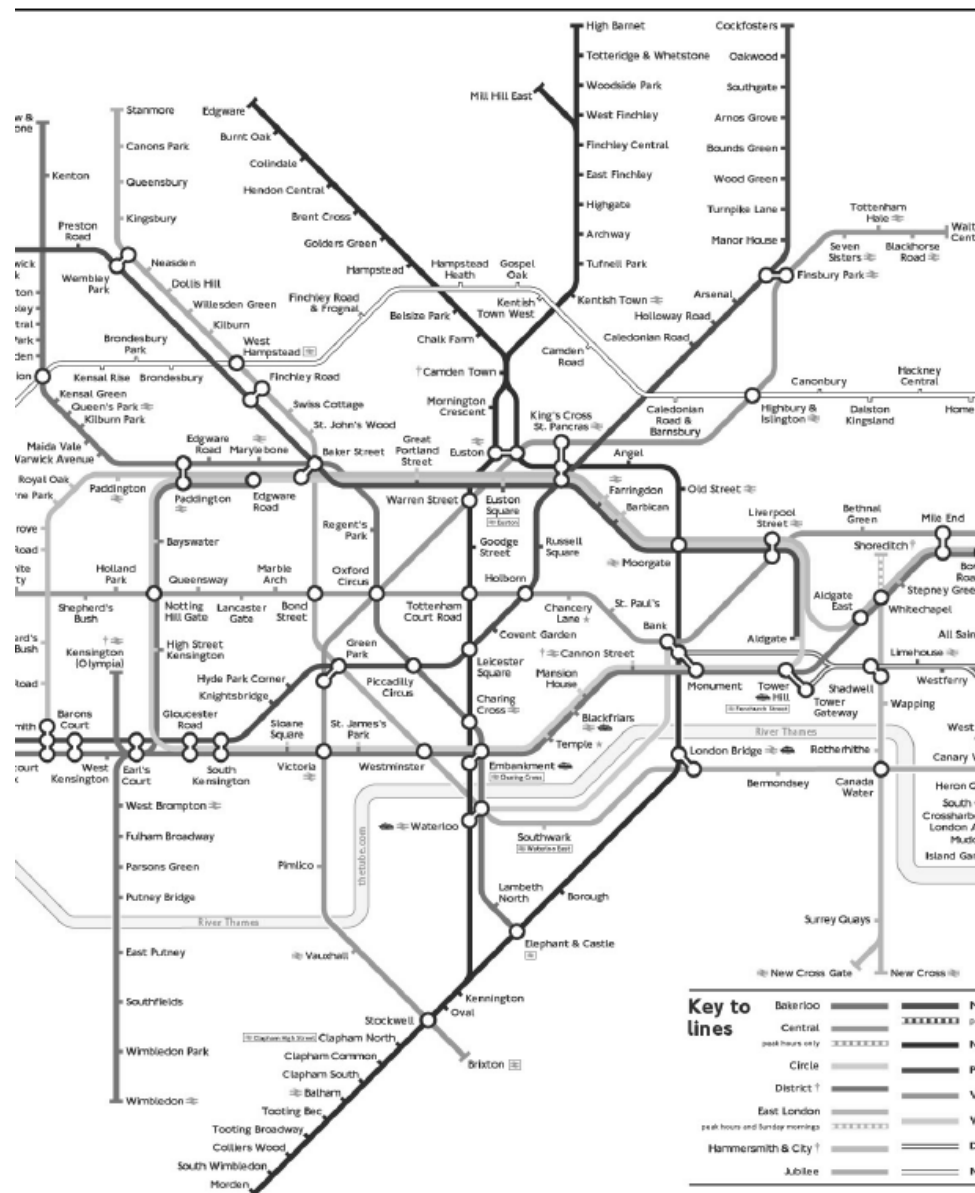 High Barnet
Cockfosters
Totteridge & Whetstone
Oakwood
Woodside Park
Southgate
Mill Hill East
Edgware
Stanmore
West Finchley
Arnos Grove
Burnt Oak
Canons Park
Finchley Central
Bounds Green
Colindale
Kenton
Queensbury
East Finchley
Wood Green
Hendon Central
Kingsbury
Highgate
Turnpike Lane
Brent Cross
Preston
Road
Archway
Manor House
Tottenham
Hale
Golders Green
Seven
Sisters
Blackhorse
Road
Neasden
Wembley
Park
Hampstead
Hampstead
Heath
Gospel
Oak
Tufnell Park
Finsbury Park
Dollis Hill
Willesden Green
Finchley Road
& Frognal
Belsize Park
Kentish
Town West
Kentish Town
Arsenal
Holloway Road
Kilburn
Chalk Farm
Caledonian Road
Brondesbury
Park
West
Hampstead
Camden
Road
Kensal Rise
Brondesbury
Finchley Road
†Camden Town
Canonbury
Hackney
Central
Kensal Green
Queen's Park
Kilburn Park
Swiss Cottage
Mornington
Crescent
King's Cross
St. Pancras
Caledonian
Road &
Barnsbury
Highbury &
Islington
Dalston
Kingsland
Home
St. John's Wood
Maida Vale
Warwick Avenue
Edgware
Road
Marylebone
Baker Street
Great
Portland
Street
Euston
Angel
Royal Oak
Paddington
Paddington
Edgware
Road
Warren Street
Euston
Square
Euston
Farringdon
Barbican
Old Street
Liverpool
Street
Bethnal
Green
Mile End
Bayswater
Regent's
Park
Goodge
Street
Russell
Square
Moorgate
Shoreditch†
Holland
Park
Queensway
Marble
Arch
Oxford
Circus
Holborn
Stepney Green
Shepherd's
Bush
Notting
Hill Gate
Lancaster
Gate
Bond
Street
Tottenham
Court Road
Chancery
Lane
St. Paul's
Bank
Aldgate
East
Whitechapel
Kensington
(Olympia)
High Street
Kensington
Green
Park
Covent Garden
Aldgate
Hyde Park Corner
Knightsbridge
Piccadilly
Circus
Leicester
Square
Cannon Street
Mansion
House
Monument
Tower
Hill
Fenchurch Street
Tower
Gateway
Shadwell
Limehouse
Westferry
Barons
Court
Gloucester
Road
Sloane
Square
St. James's
Park
Charing
Cross
Blackfriars
Temple
Wapping
West
Kensington
Earl's
Court
South
Kensington
Victoria
Westminster
Embankment
Charing Cross
London Bridge
River Thames
Rotherhithe
Bermondsey
Canada
Water
West Brompton
Waterloo
Southwark
Waterloo East
Fulham Broadway
thetube.com
Pimlico
Parsons Green
Lambeth
North
Borough
Putney Bridge
River Thames
Surrey Quays
Elephant & Castle
East Putney
Vauxhall
New Cross Gate
New Cross
Southfields
Kennington
Oval
Stockwell
Clapham High Street
Clapham North
Wimbledon Park
Clapham Common
Clapham South
Brixton
Wimbledon
Balham
Tooting Bec
Tooting Broadway
Colliers Wood
South Wimbledon
Morden
Key to
lines
Bakerloo
Central
peak hours only
Circle
District †
East London
peak hours and Sunday mornings
Hammersmith & City †
Jubilee